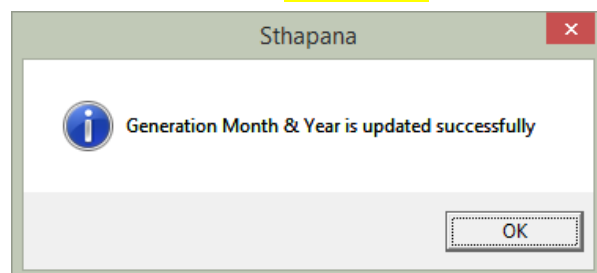 Sthapana
Generation Month & Year is updated successfully
OK